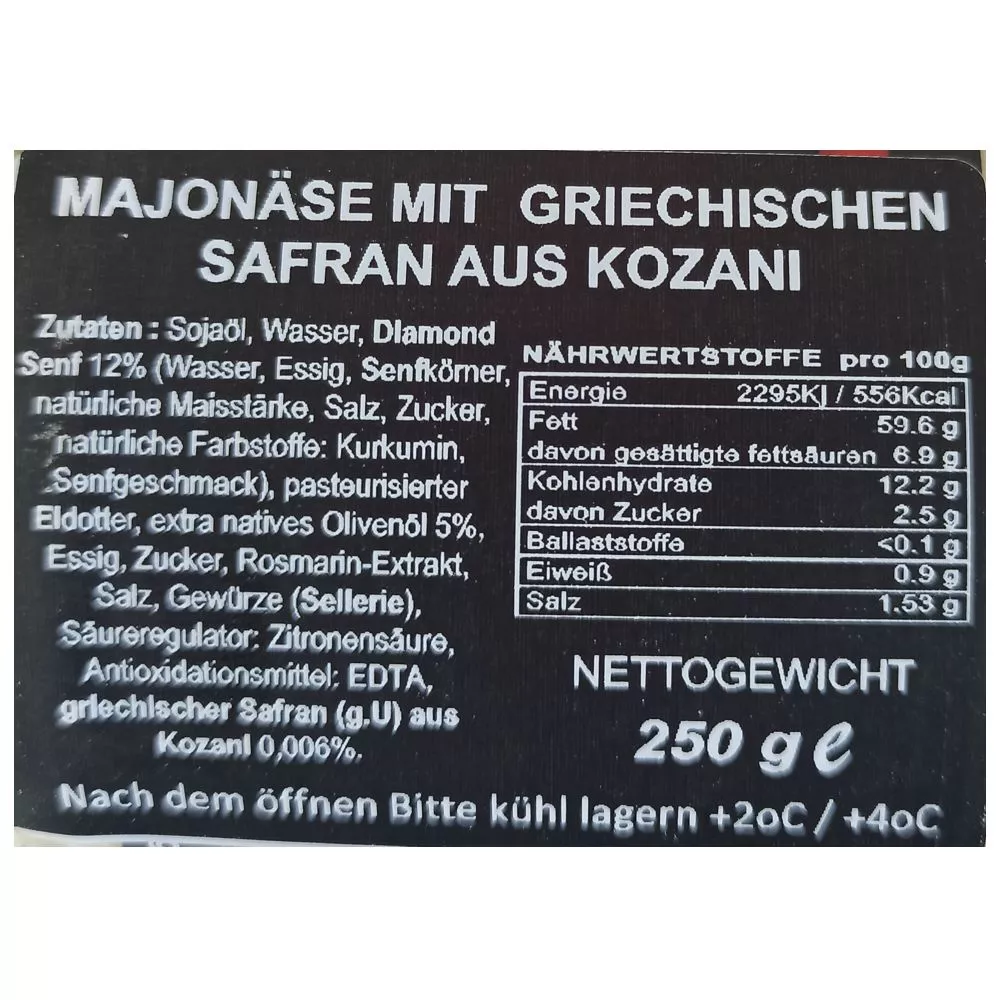 MAJONÄSE MIT GRIECHISCHEN
SAFRAN AUS KOZANI
Zutaten : Sojaöl, Wasser, Diamond
Senf 12% (Wasser, Essig, Senfkörner,
natürliche Maisstärke, Salz, Zucker,
natürliche Farbstoffe: Kurkumin,
Senfgeschmack), pasteurisierter
Eidotter, extra natives Olivenöl 5%,
Essig, Zucker, Rosmarin-Extrakt,
Salz, Gewürze (Sellerie),
Säureregulator: Zitronensäure,
Antioxidationsmittel: EDTA,
griechischer Safran (g.U) aus
Kozani 0,006%.
NÄHRWERTSTOFFE pro 100g
Energie 2295Kj / 556Kcal
Fett 59.6 g
davon gesättigte fettsäuren 6.9 g
Kohlenhydrate 12.2 g
davon Zucker 2.5 g
Ballaststoffe <0.1 g
Eiweiß 0.9 g
Salz 1.53 g
NETTOGEWICHT
250 g ℮
Nach dem öffnen Bitte kühl lagern +2oC / +4oC